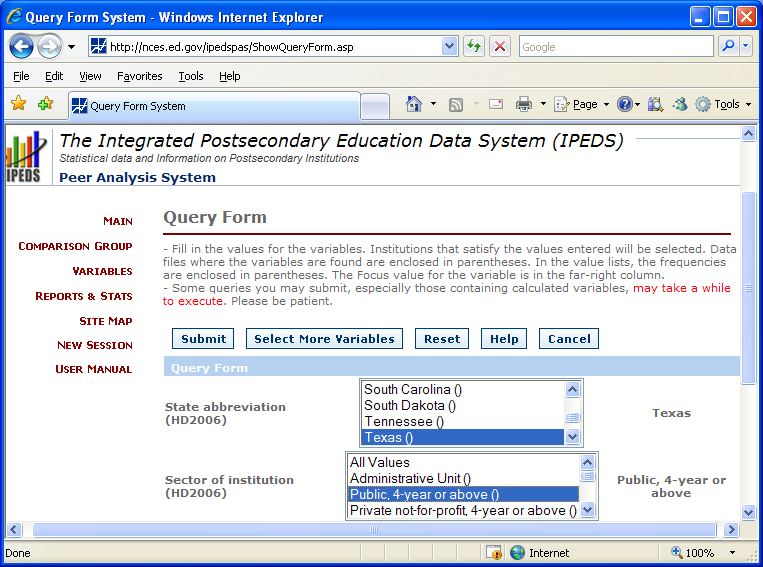 Query Form System - Windows Internet Explorer
http://nces.ed.gov/ipedspas/ShowQueryForm.asp
Google
File Edit View Favorites Tools Help
Query Form System
Page
Tools
The Integrated Postsecondary Education Data System (IPEDS)
Statistical data and Information on Postsecondary Institutions
IPEDS
Peer Analysis System
MAIN
COMPARISON GROUP
VARIABLES
REPORTS & STATS
SITE MAP
NEW SESSION
USER MANUAL
Query Form
- Fill in the values for the variables. Institutions that satisfy the values entered will be selected. Data
files where the variables are found are enclosed in parentheses. In the value lists, the frequencies
are enclosed in parentheses. The Focus value for the variable is in the far-right column.
- Some queries you may submit, especially those containing calculated variables, may take a while
to execute. Please be patient.
Submit Select More Variables Reset Help Cancel
Query Form
State abbreviation
(HD2006)
South Carolina ()
South Dakota ()
Tennessee ()
Texas ()
Texas
Sector of institution
(HD2006)
All Values
Administrative Unit ()
Public, 4-year or above ()
Private not-for-profit, 4-year or above ()
Public, 4-year or
above
Done
Internet
100%